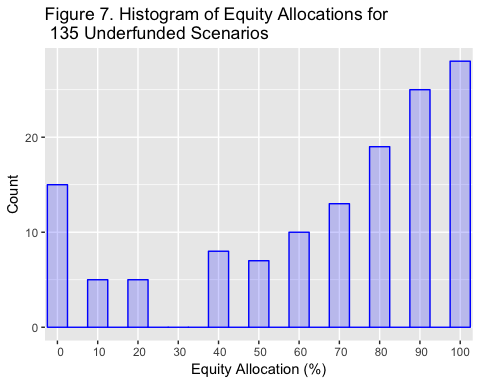 Figure 7. Histogram of Equity Allocations for
135 Underfunded Scenarios
Count
20
10
0
0 10 20 30 40 50 60 70 80 90 100
Equity Allocation (%)